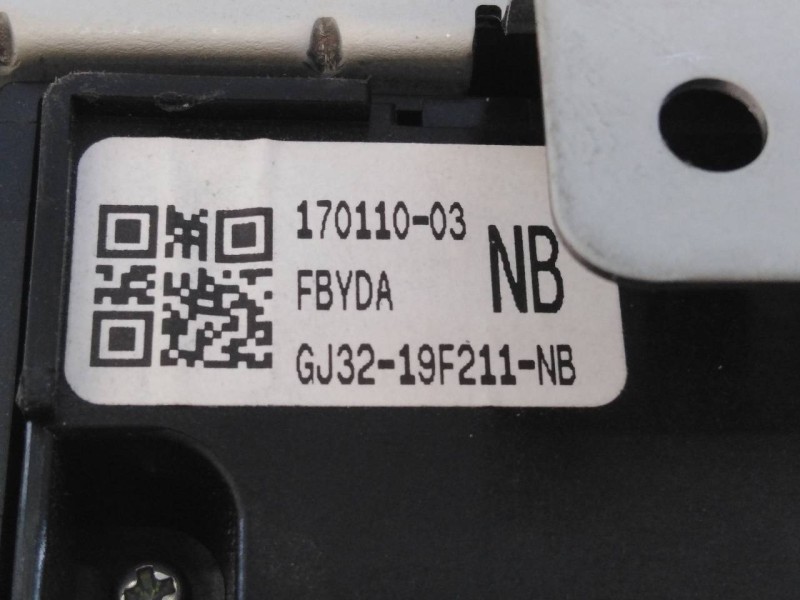 170110-03
NB
FBYDA
GJ32-19F211-NB